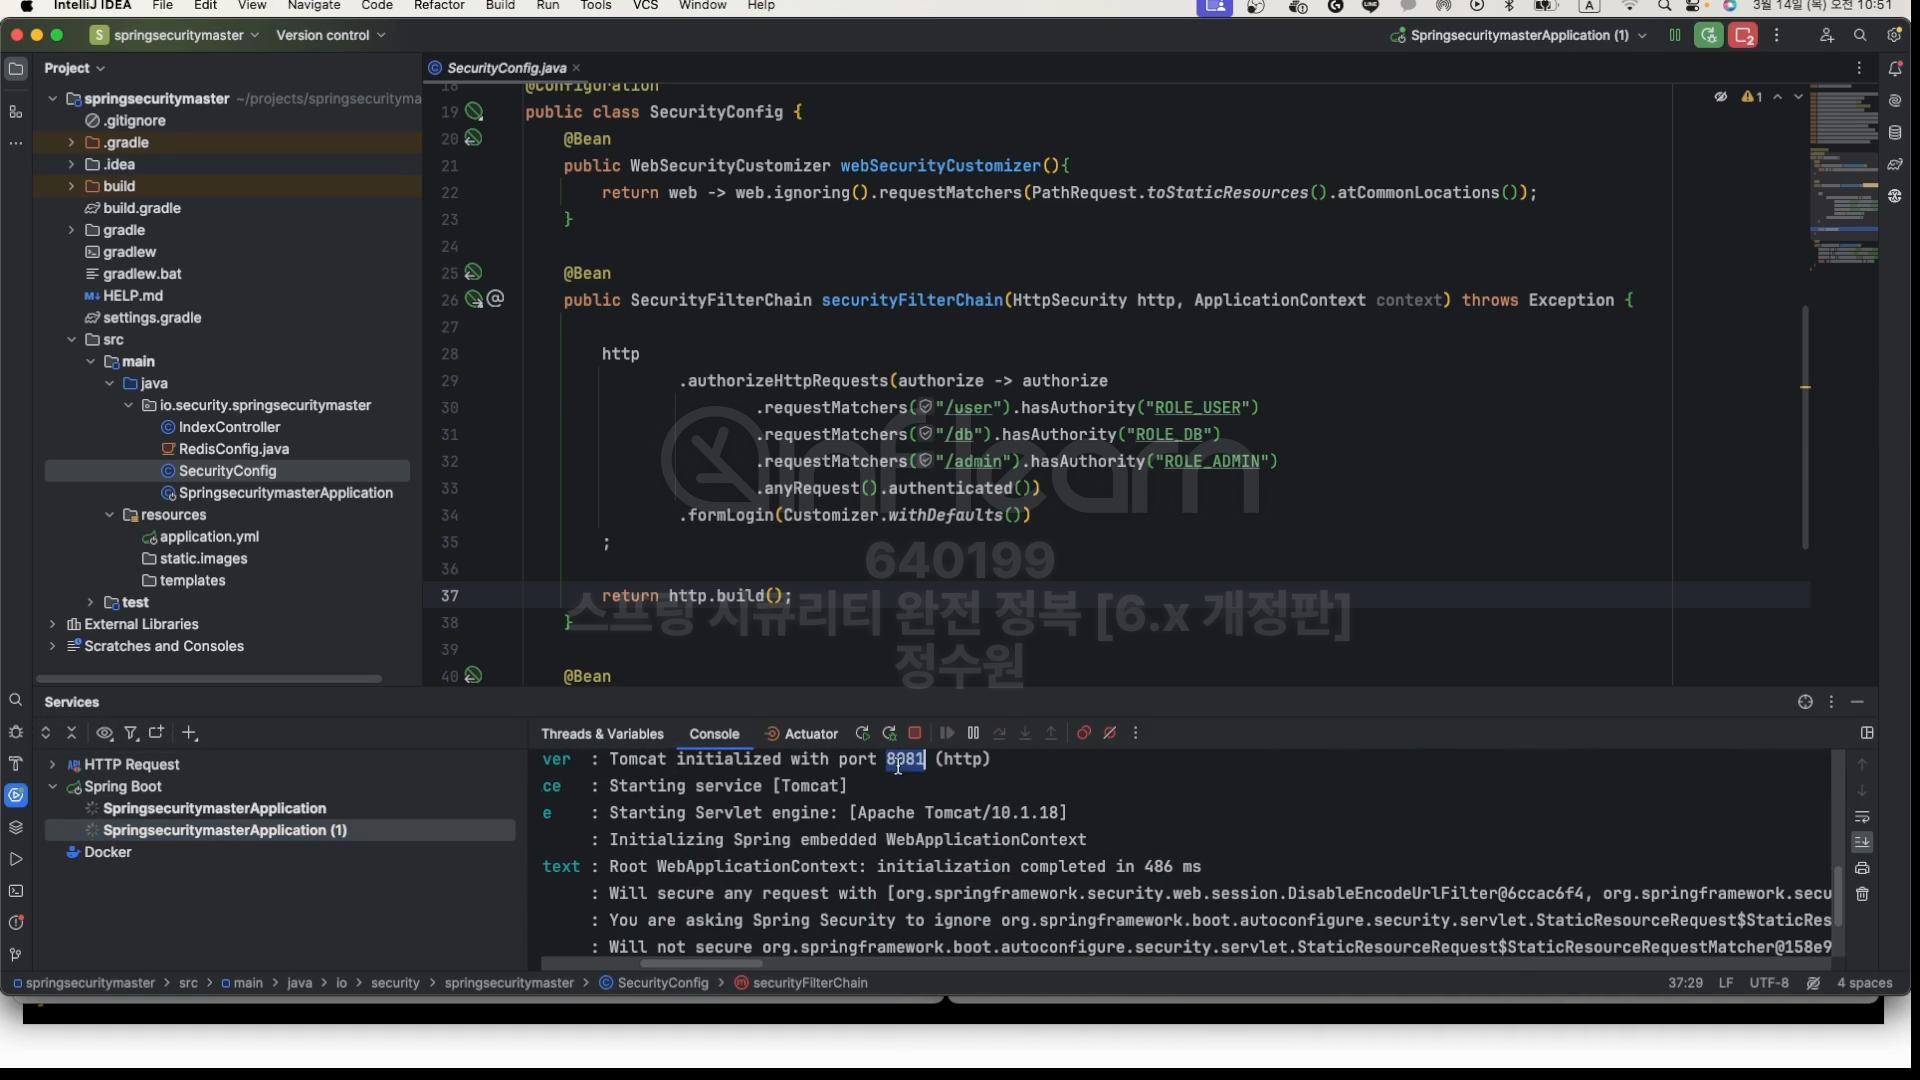 IntelliJ IDEA File Edit View Navigate Code Refactor Build Run Tools VCS Window Help A 3월 14일 (목) 오전 10:51
S springsecuritymaster Version control SpringsecuritymasterApplication (1) 2
Project
SecurityConfig.java
springsecuritymaster ~/projects/springsecurityma
.gitignore
.gradle
.idea
build
build.gradle
gradle
gradlew
gradlew.bat
HELP.md
settings.gradle
src
main
java
io.security.springsecuritymaster
IndexController
RedisConfig.java
SecurityConfig
SpringsecuritymasterApplication
resources
application.yml
static.images
templates
test
External Libraries
Scratches and Consoles
1
18 @Configuration
19 public class SecurityConfig {
20 @Bean
21 public WebSecurityCustomizer webSecurityCustomizer(){
22 return web -> web.ignoring().requestMatchers(PathRequest.toStaticResources().atCommonLocations());
23 }
24
25 @Bean
26 public SecurityFilterChain securityFilterChain(HttpSecurity http, ApplicationContext context) throws Exception {
27
28 http
29 .authorizeHttpRequests(authorize -> authorize
30 .requestMatchers("/user").hasAuthority("ROLE_USER")
31 .requestMatchers("/db").hasAuthority("ROLE_DB")
32 .requestMatchers("/admin").hasAuthority("ROLE_ADMIN")
33 .anyRequest().authenticated())
34 .formLogin(Customizer.withDefaults())
35 ;
36
37 return http.build();
38 }
39
40 @Bean
inflearn
640199
스프링 시큐리티 완전 정복 [6.x 개정판]
정수원
Services
Threads & Variables Console Actuator
HTTP Request
Spring Boot
SpringsecuritymasterApplication
SpringsecuritymasterApplication (1)
Docker
ver : Tomcat initialized with port 8081 (http)
ce : Starting service [Tomcat]
e : Starting Servlet engine: [Apache Tomcat/10.1.18]
: Initializing Spring embedded WebApplicationContext
text : Root WebApplicationContext: initialization completed in 486 ms
: Will secure any request with [org.springframework.security.web.session.DisableEncodeUrlFilter@6ccac6f4, org.springframework.secu
: You are asking Spring Security to ignore org.springframework.boot.autoconfigure.security.servlet.StaticResourceRequest$StaticRes
: Will not secure org.springframework.boot.autoconfigure.security.servlet.StaticResourceRequest$StaticResourceRequestMatcher@158e9
springsecuritymaster > src > main > java > io > security > springsecuritymaster > SecurityConfig > securityFilterChain 37:29 LF UTF-8 4 spaces